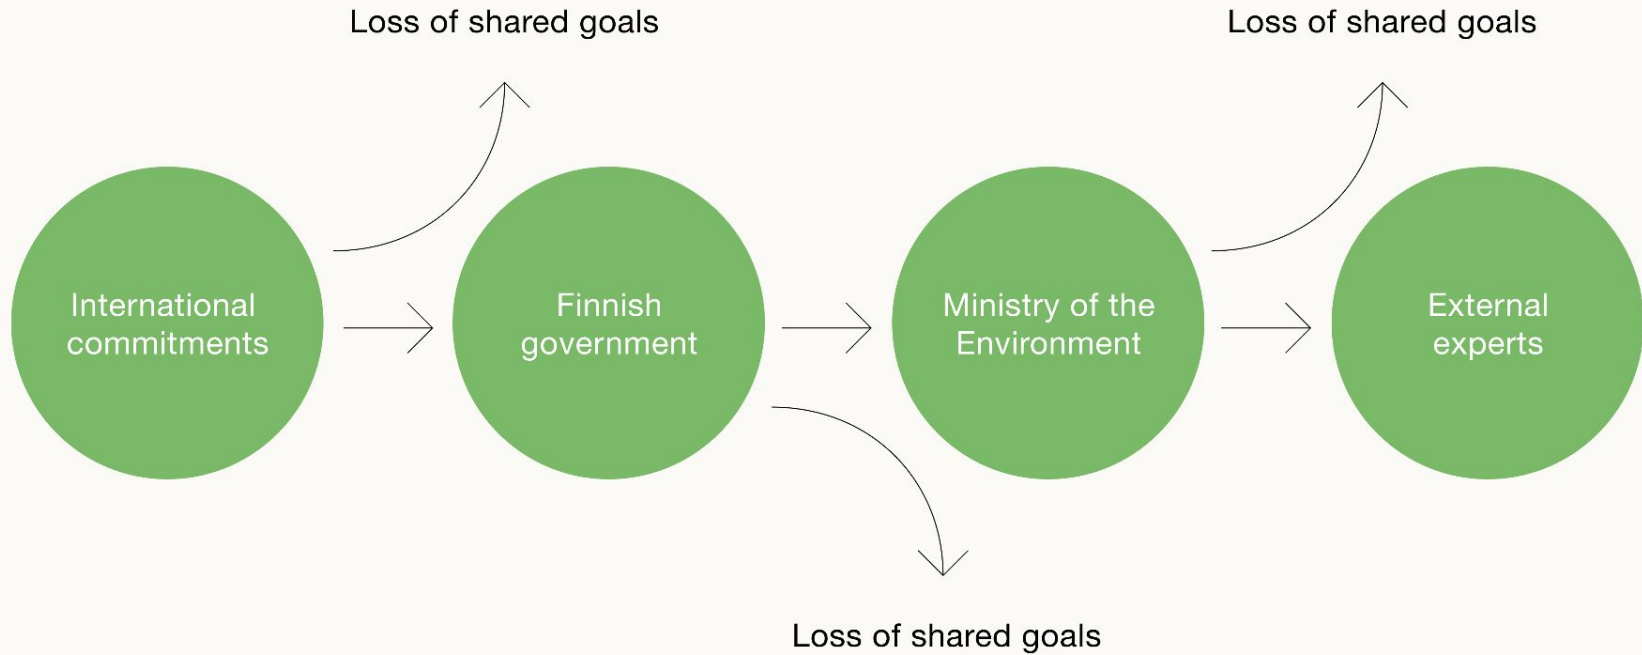 Loss of shared goals
Loss of shared goals
International
commitments
Finnish
government
Ministry of the
Environment
External
experts
Loss of shared goals